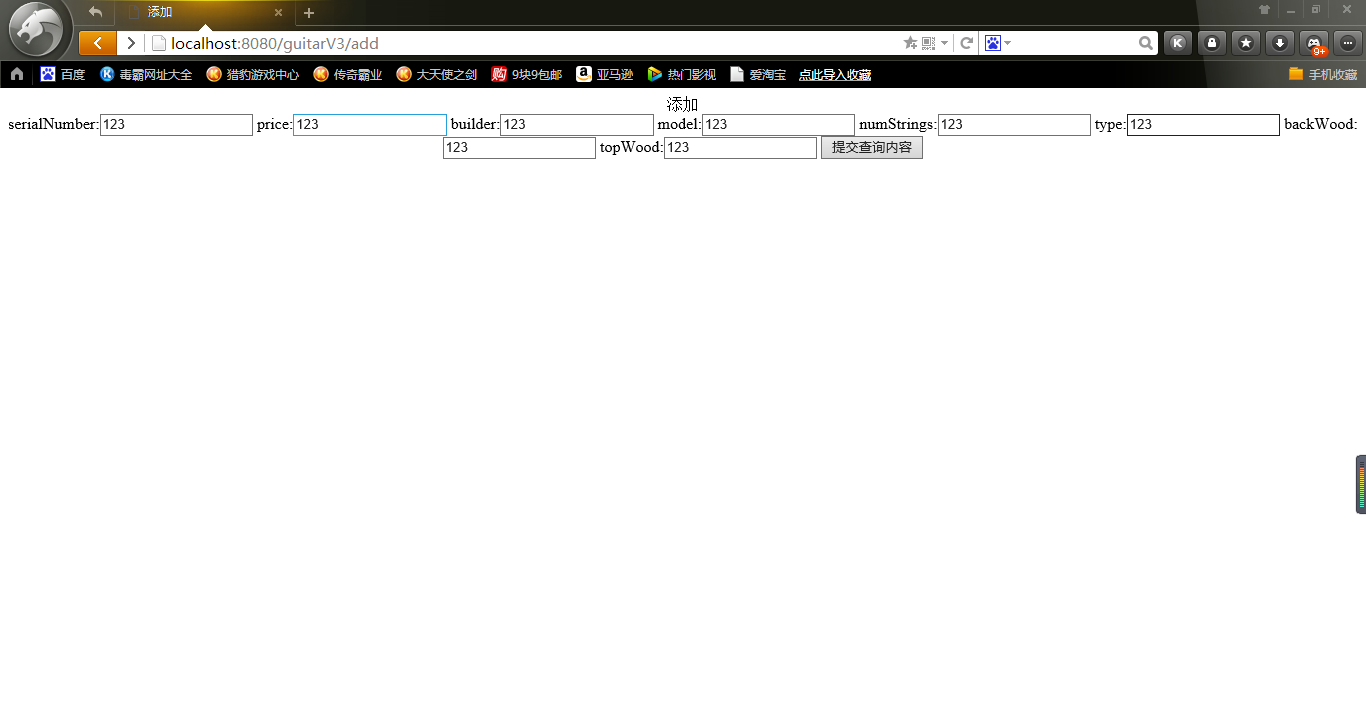 添加
localhost:8080/guitarV3/add
9+
百度 毒霸网址大全 猎豹游戏中心 传奇霸业 大天使之剑 购 9块9包邮 亚马逊 热门影视 爱淘宝 点此导入收藏 手机收藏
添加
serialNumber:123 price:123 builder:123 model:123 numStrings:123 type:123 backWood:
123 topWood:123 提交查询内容